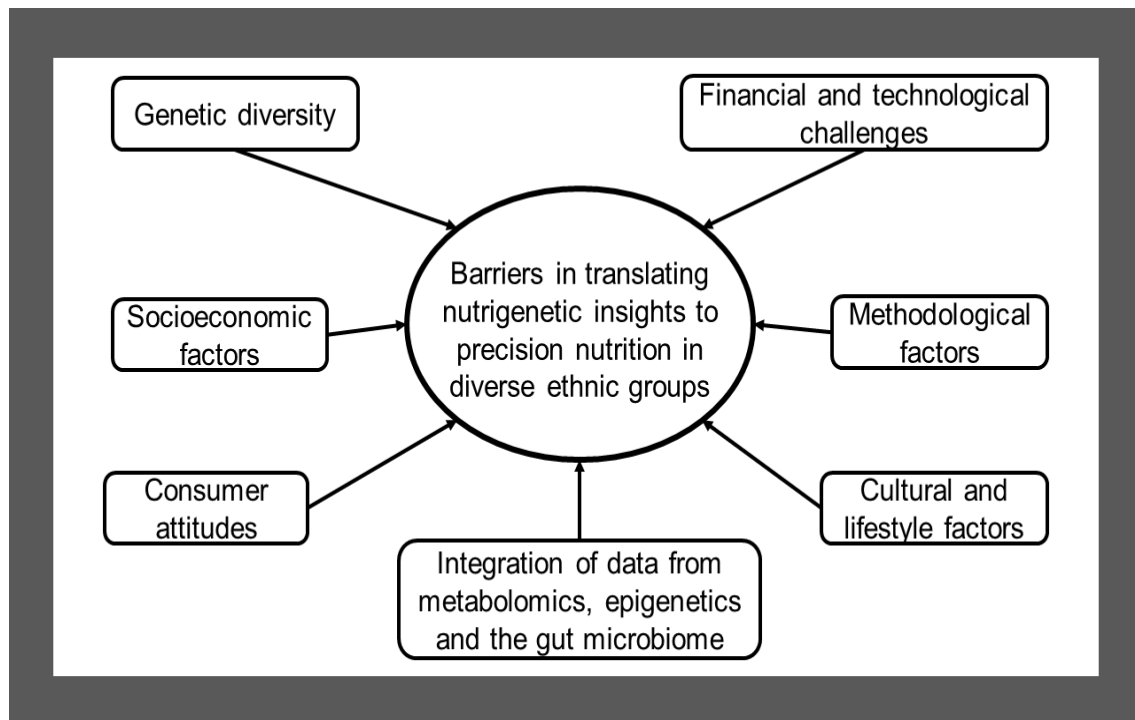 Genetic diversity
Financial and technological
challenges
Barriers in translating
nutrigenetic insights to
precision nutrition in
diverse ethnic groups
Socioeconomic
factors
Methodological
factors
Consumer
attitudes
Cultural and
lifestyle factors
Integration of data from
metabolomics, epigenetics
and the gut microbiome